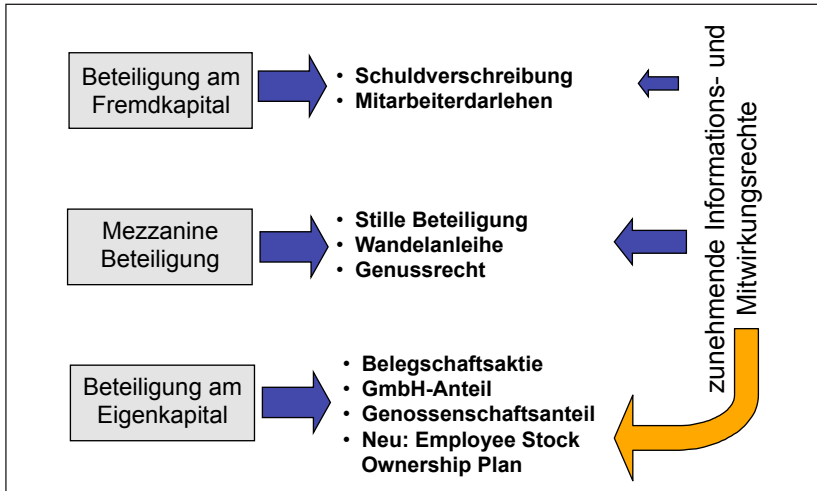 Beteiligung am
Fremdkapital
• Schuldverschreibung
• Mitarbeiterdarlehen
Mezzanine
Beteiligung
• Stille Beteiligung
• Wandelanleihe
• Genussrecht
Beteiligung am
Eigenkapital
• Belegschaftsaktie
• GmbH-Anteil
• Genossenschaftsanteil
• Neu: Employee Stock
Ownership Plan
zunehmende Informations- und
Mitwirkungsrechte